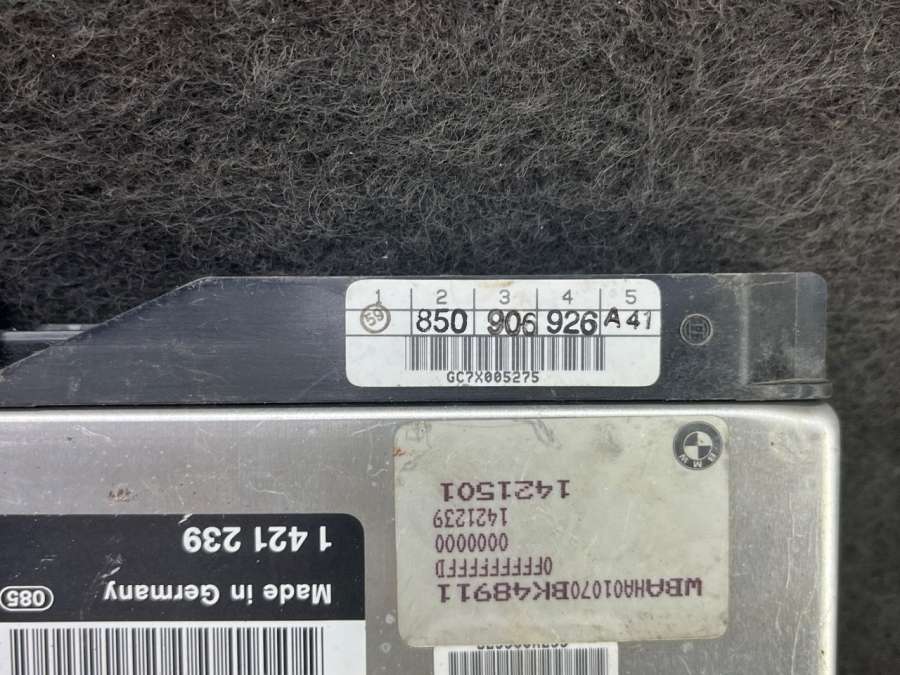 1 2 3 4 5
59 850 906 926 A 41
GC7X005275
BMW
WBAHH01070BK48911
0FFFFFFFFD
0000000
1421239
1421501
Made in Germany 085
1 421 239